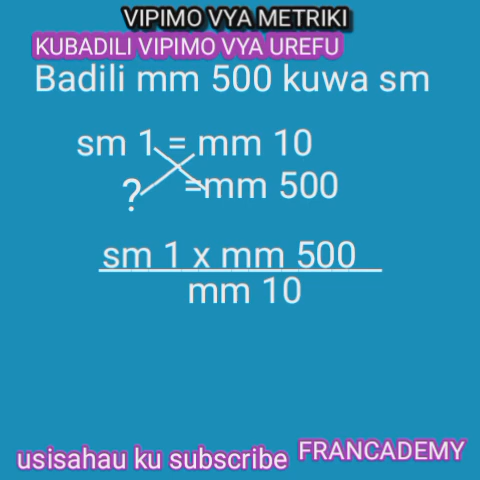 VIPIMO VYA METRIKI
KUBADILI VIPIMO VYA UREFU
Badili mm 500 kuwa sm
sm 1 = mm 10
? =mm 500
sm 1 x mm 500
mm 10
usisahau ku subscribe FRANCADEMY